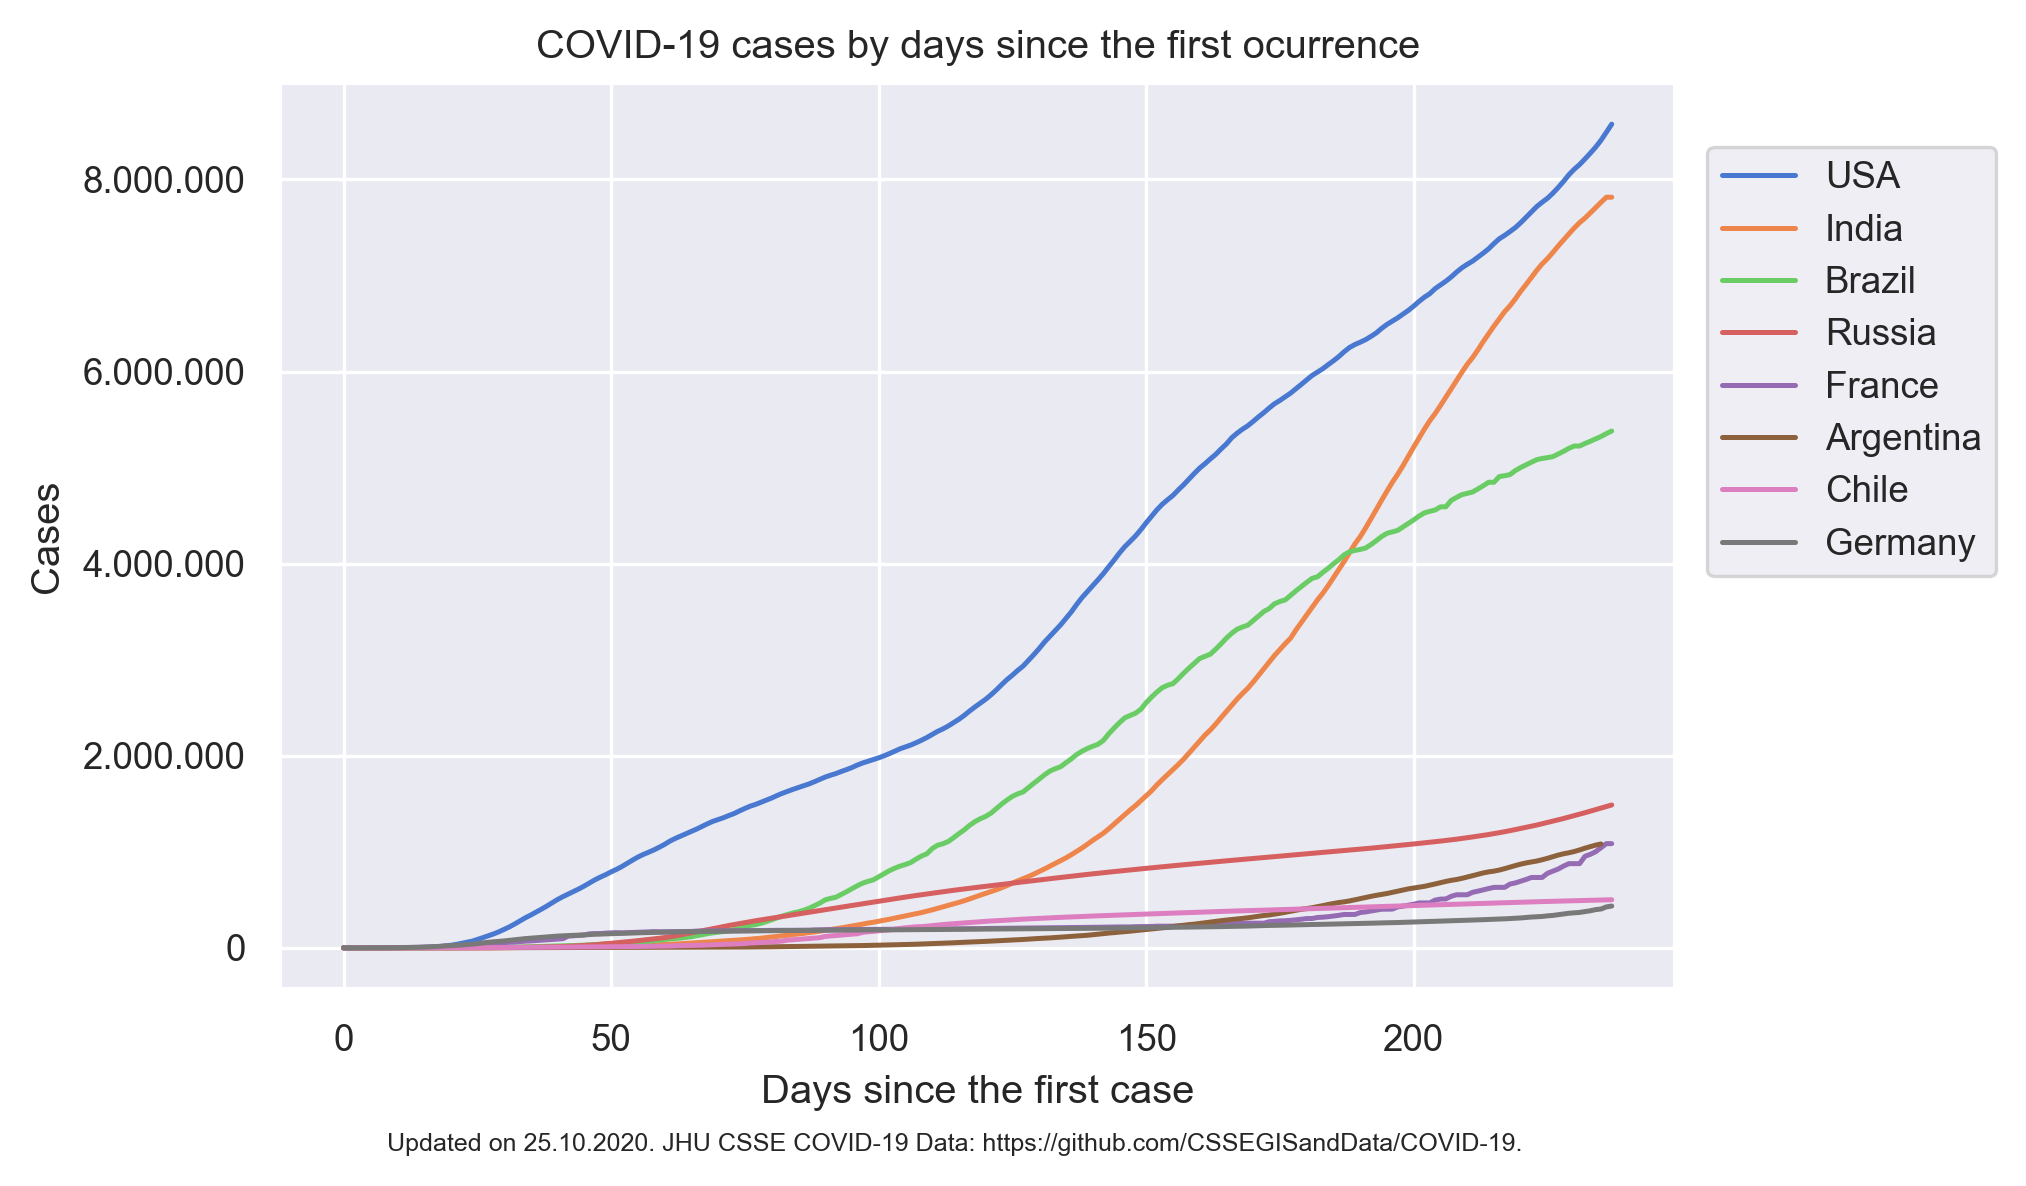 COVID-19 cases by days since the first ocurrence
8.000.000
6.000.000
4.000.000
2.000.000
0
Cases
0 50 100 150 200
Days since the first case
USA
India
Brazil
Russia
France
Argentina
Chile
Germany
Updated on 25.10.2020. JHU CSSE COVID-19 Data: https://github.com/CSSEGISandData/COVID-19.